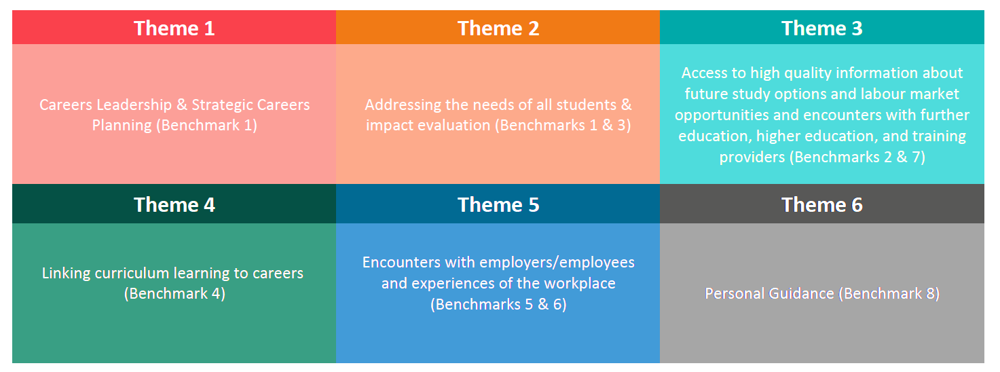 Theme 1
Careers Leadership & Strategic Careers
Planning (Benchmark 1)
Theme 2
Addressing the needs of all students &
impact evaluation (Benchmarks 1 & 3)
Theme 3
Access to high quality information about
future study options and labour market
opportunities and encounters with further
education, higher education, and training
providers (Benchmarks 2 & 7)
Theme 4
Linking curriculum learning to careers
(Benchmark 4)
Theme 5
Encounters with employers/employees
and experiences of the workplace
(Benchmarks 5 & 6)
Theme 6
Personal Guidance (Benchmark 8)